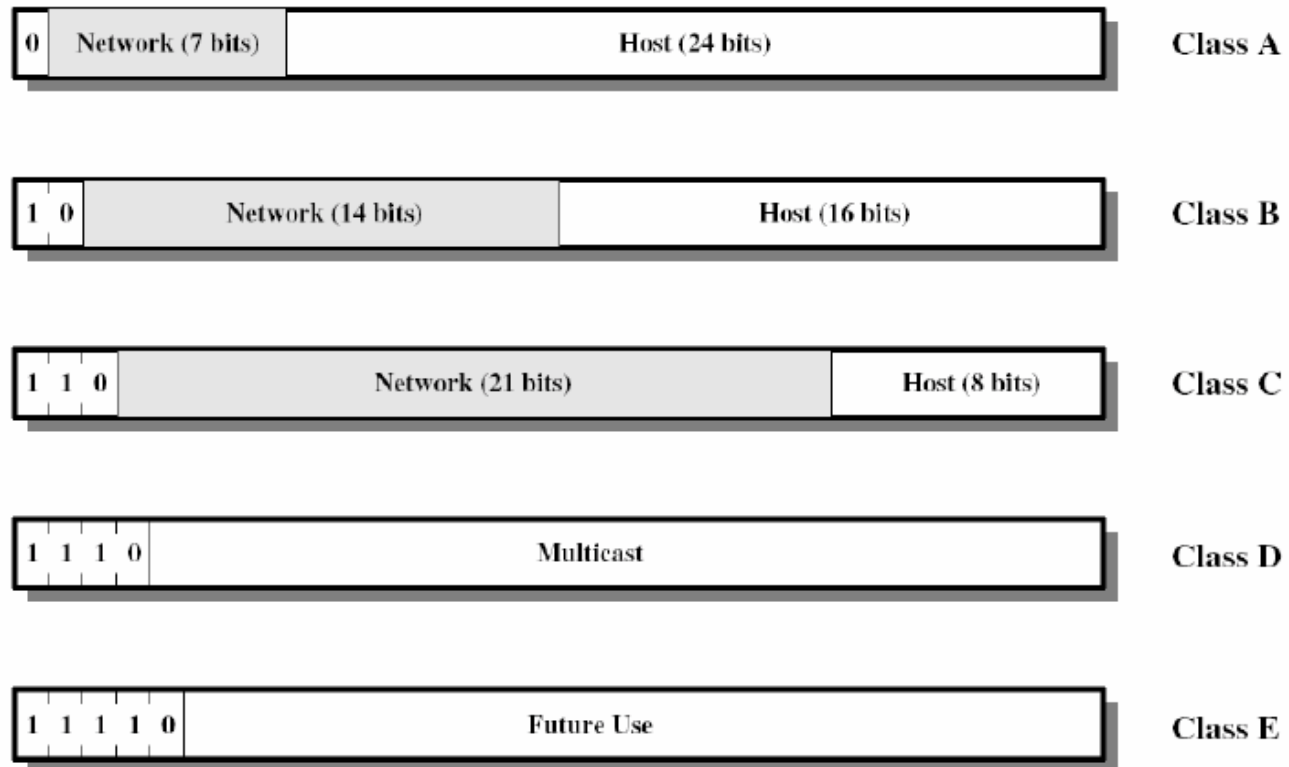 0 Network (7 bits) Host (24 bits) Class A
1 0 Network (14 bits) Host (16 bits) Class B
1 1 0 Network (21 bits) Host (8 bits) Class C
1 1 1 0 Multicast Class D
1 1 1 1 0 Future Use Class E